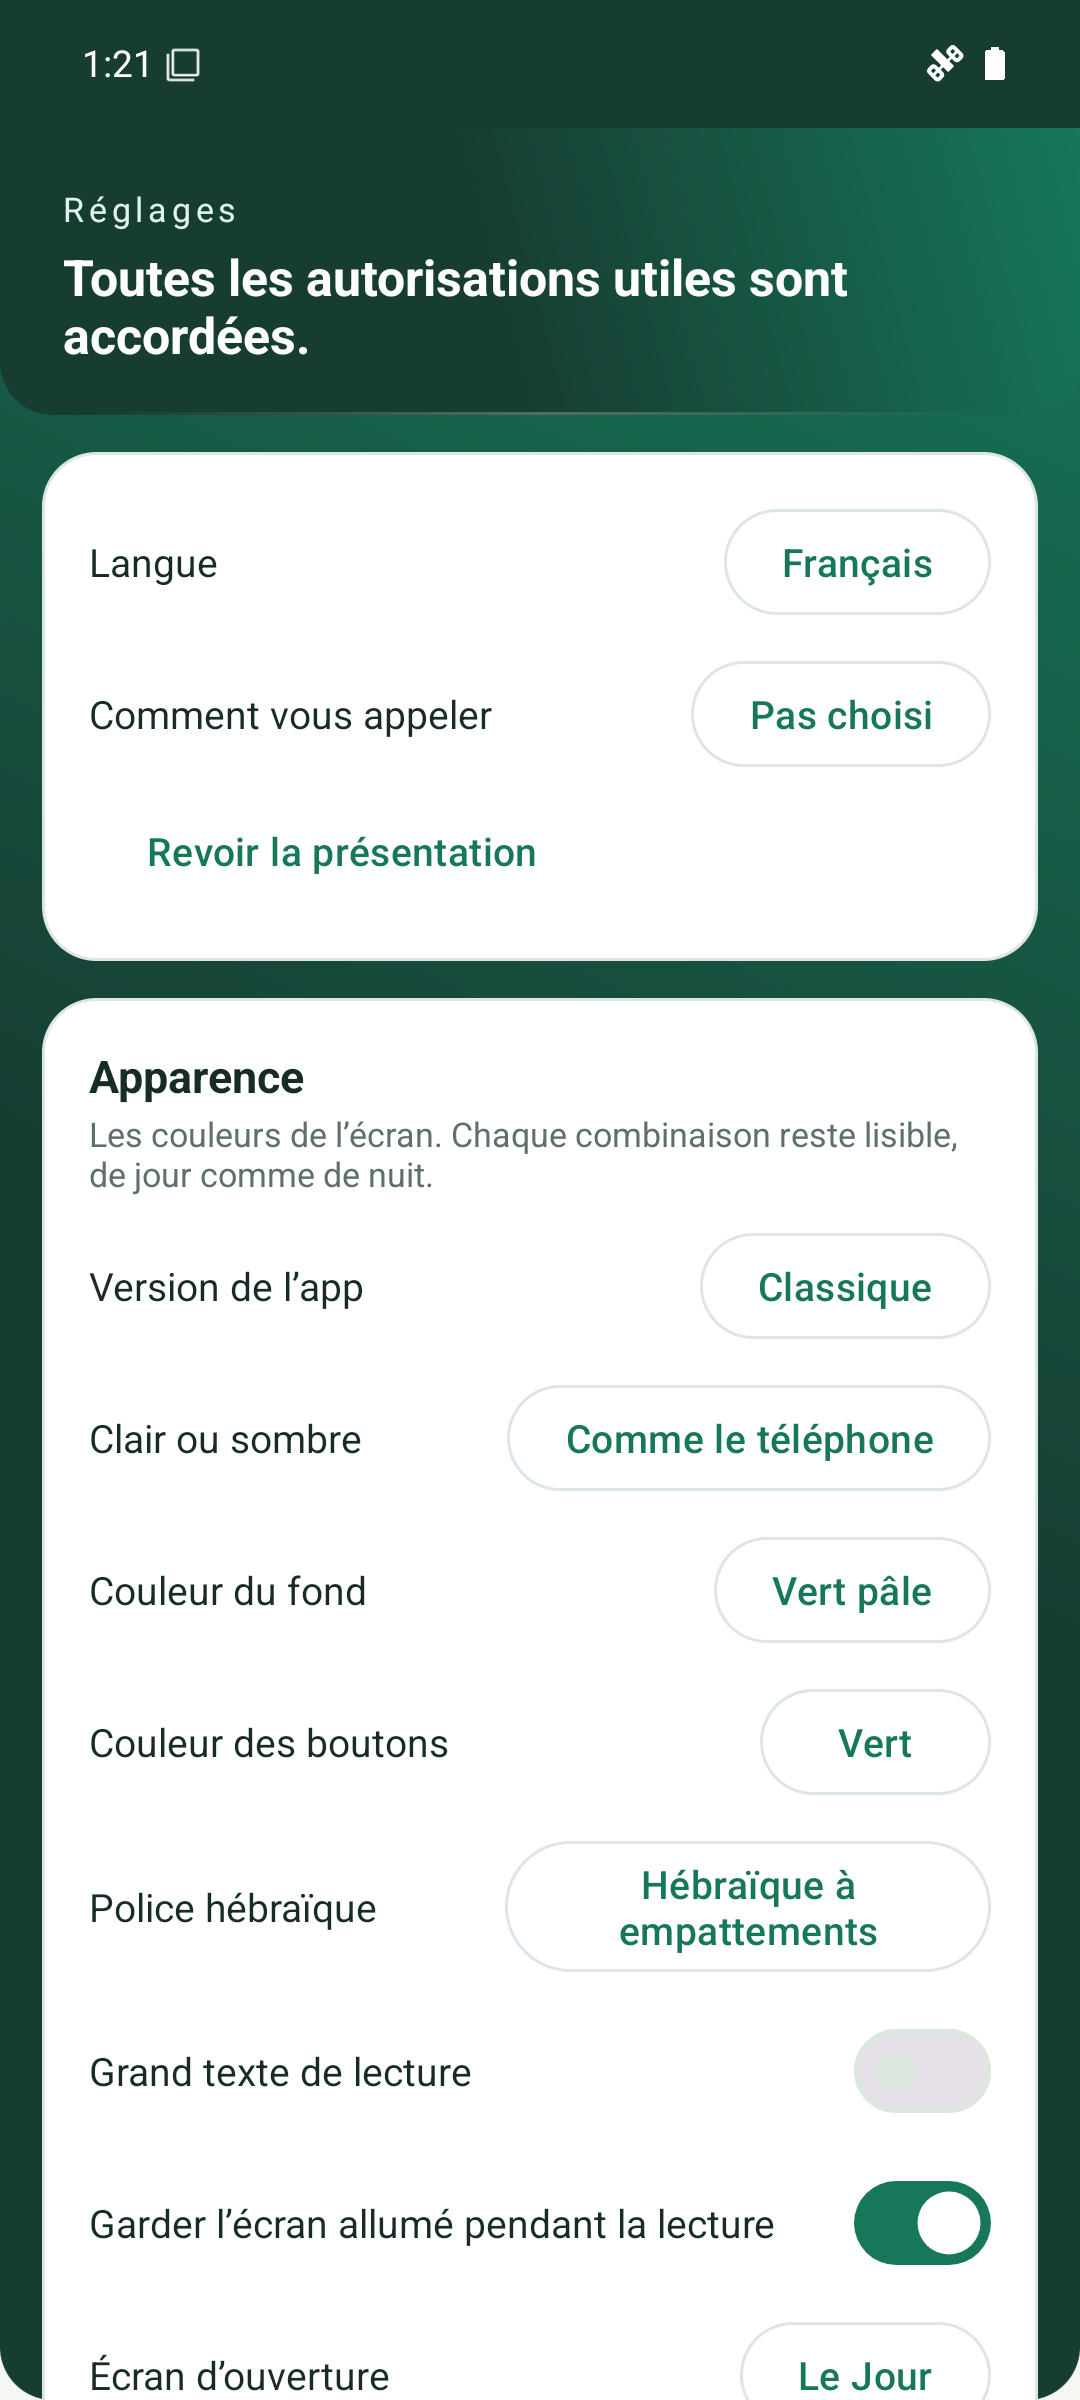 1:21
Réglages
Toutes les autorisations utiles sont
accordées.
Langue
Français
Comment vous appeler
Pas choisi
Revoir la présentation
Apparence
Les couleurs de l’écran. Chaque combinaison reste lisible,
de jour comme de nuit.
Version de l’app
Classique
Clair ou sombre
Comme le téléphone
Couleur du fond
Vert pâle
Couleur des boutons
Vert
Police hébraïque
Hébraïque à
empattements
Grand texte de lecture
Garder l’écran allumé pendant la lecture
Écran d’ouverture
Le Jour